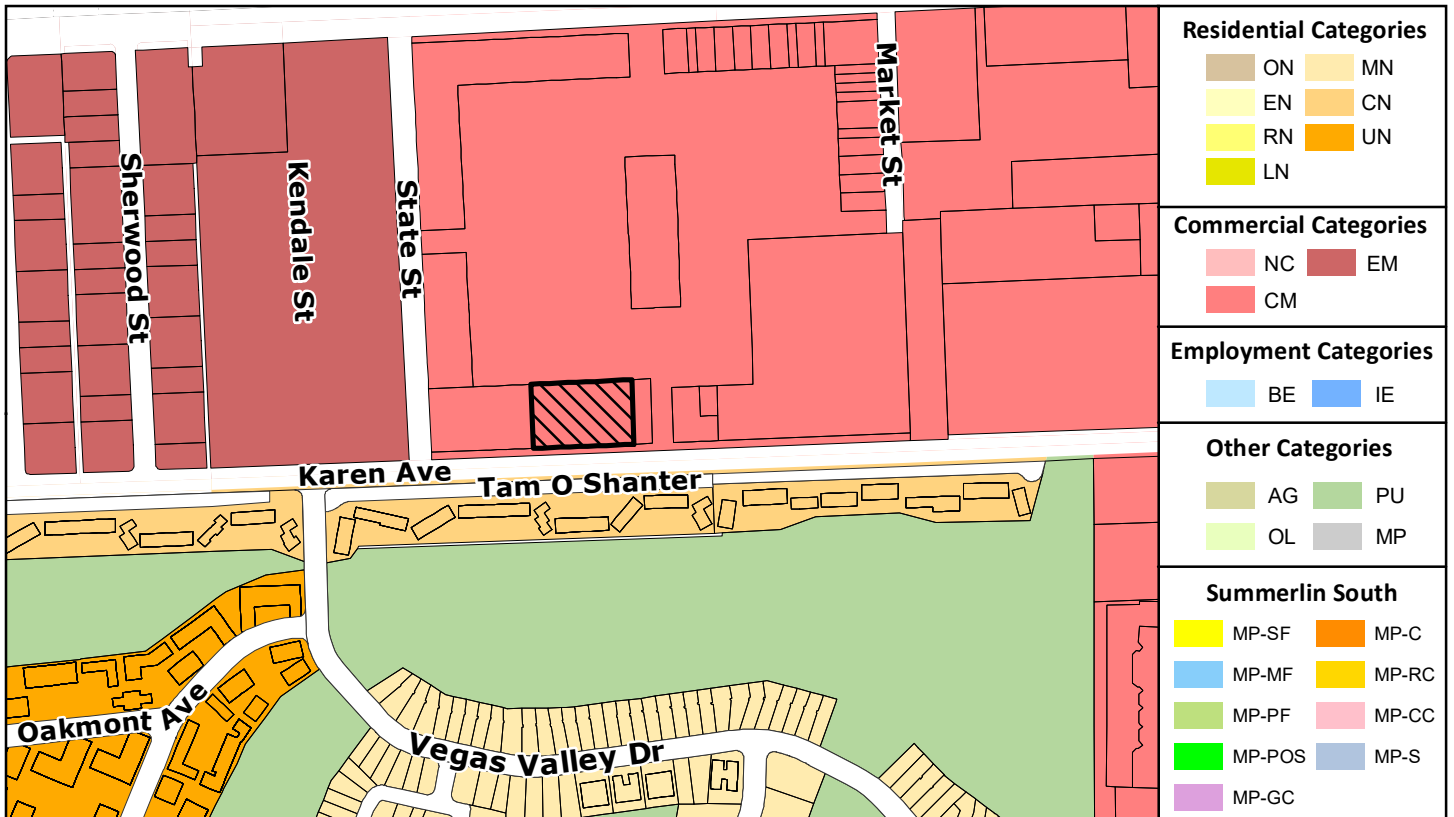 Sherwood St
Kendale St
State St
Market St
Karen Ave
Tam O Shanter
Oakmont Ave
Vegas Valley Dr
Residential Categories
ON MN
EN CN
RN UN
LN
Commercial Categories
NC EM
CM
Employment Categories
BE IE
Other Categories
AG PU
OL MP
Summerlin South
MP-SF MP-C
MP-MF MP-RC
MP-PF MP-CC
MP-POS MP-S
MP-GC